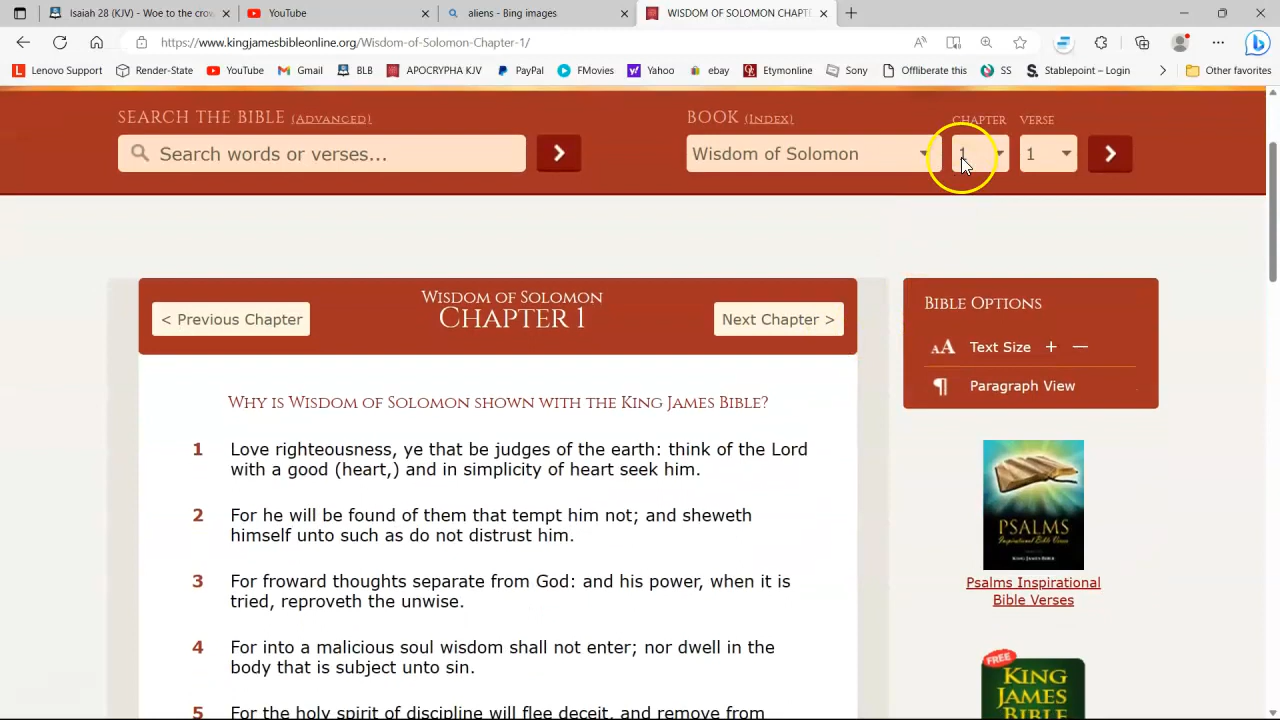 Isaiah 28 (KJV) - Woe to the crow
YouTube
aliens - Bing images
WISDOM OF SOLOMON CHAPTE
https://www.kingjamesbibleonline.org/Wisdom-of-Solomon-Chapter-1/
Lenovo Support
Render-State
YouTube
Gmail
BLB
APOCRYPHA KJV
PayPal
FMovies
Yahoo
ebay
Etymonline
Sony
Offliberate this
SS
Stablepoint – Login
Other favorites
SEARCH THE BIBLE (ADVANCED)
BOOK (INDEX)
CHAPTER
VERSE
Search words or verses...
Wisdom of Solomon
1
1
WISDOM OF SOLOMON
CHAPTER 1
< Previous Chapter
Next Chapter >
WHY IS WISDOM OF SOLOMON SHOWN WITH THE KING JAMES BIBLE?
1 Love righteousness, ye that be judges of the earth: think of the Lord
with a good (heart,) and in simplicity of heart seek him.
2 For he will be found of them that tempt him not; and sheweth
himself unto such as do not distrust him.
3 For froward thoughts separate from God: and his power, when it is
tried, reproveth the unwise.
4 For into a malicious soul wisdom shall not enter; nor dwell in the
body that is subject unto sin.
5 For the holy spirit of discipline will flee deceit, and remove from
BIBLE OPTIONS
AA Text Size + —
¶ Paragraph View
PSALMS
Inspirational Bible Verses
KING JAMES BIBLE
Psalms Inspirational
Bible Verses
FREE
KING
JAMES
BIBLE